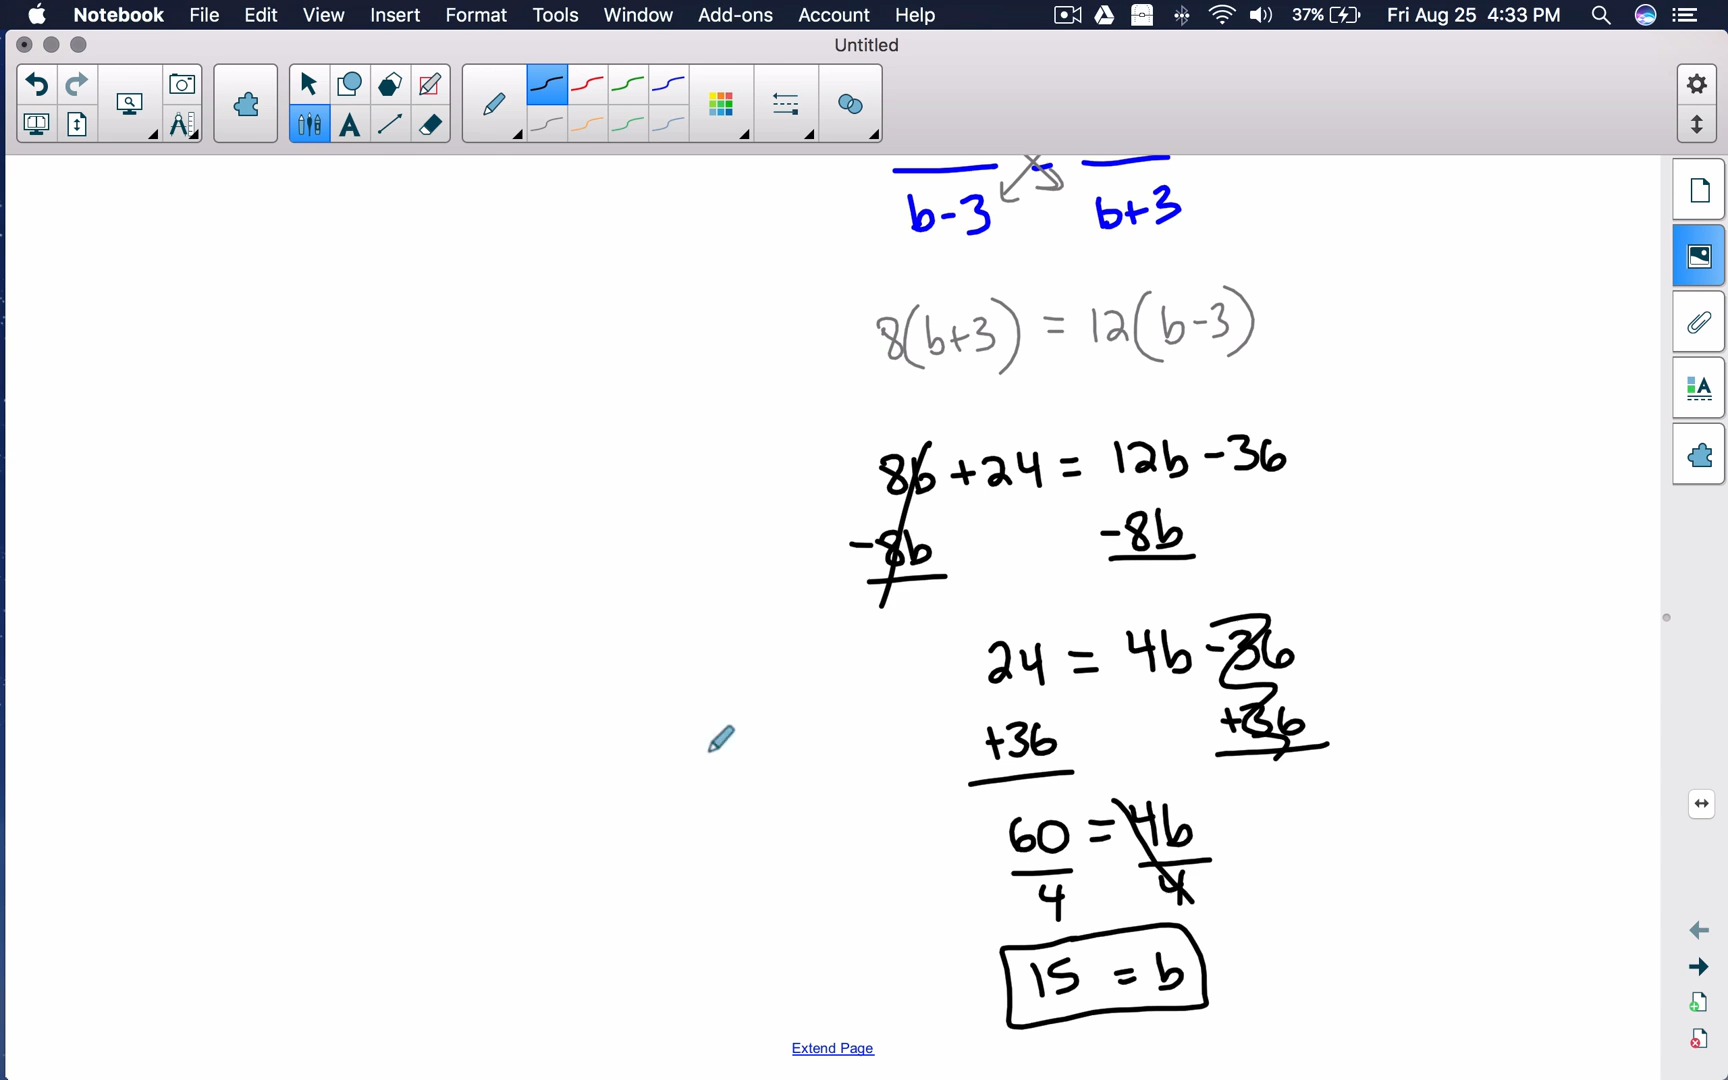 Notebook File Edit View Insert Format Tools Window Add-ons Account Help 37% Fri Aug 25 4:33 PM
Untitled
A
A
=
b-3 b+3
8(b+3) = 12(b-3)
8b +24 = 12b -36
-8b -8b
24 = 4b -36
+36 +36
60 = 4b
4 4
15 = b
Extend Page